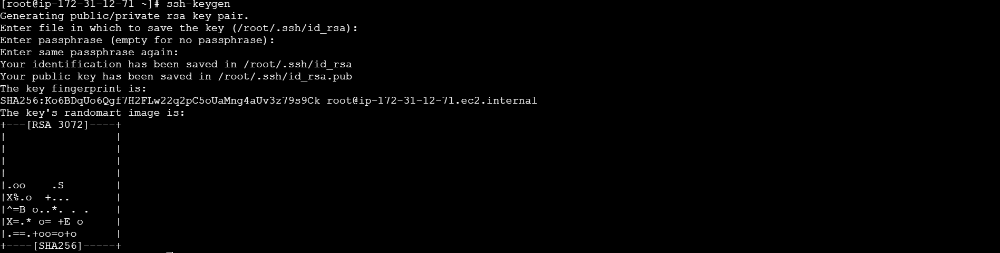 [root@ip-172-31-12-71 ~]# ssh-keygen
Generating public/private rsa key pair.
Enter file in which to save the key (/root/.ssh/id_rsa):
Enter passphrase (empty for no passphrase):
Enter same passphrase again:
Your identification has been saved in /root/.ssh/id_rsa
Your public key has been saved in /root/.ssh/id_rsa.pub
The key fingerprint is:
SHA256:Ko6BDqUo6Qgf7H2FLw22q2pC5oUaMng4aUv3z79s9Ck root@ip-172-31-12-71.ec2.internal
The key's randomart image is:
+---[RSA 3072]----+
|                 |
|                 |
|                 |
|                 |
|.oo    .S        |
|X%.o  +...       |
|^=B o..*. . .    |
|X=.* o= +E o     |
|.==.+oo=o+o      |
+----[SHA256]-----+